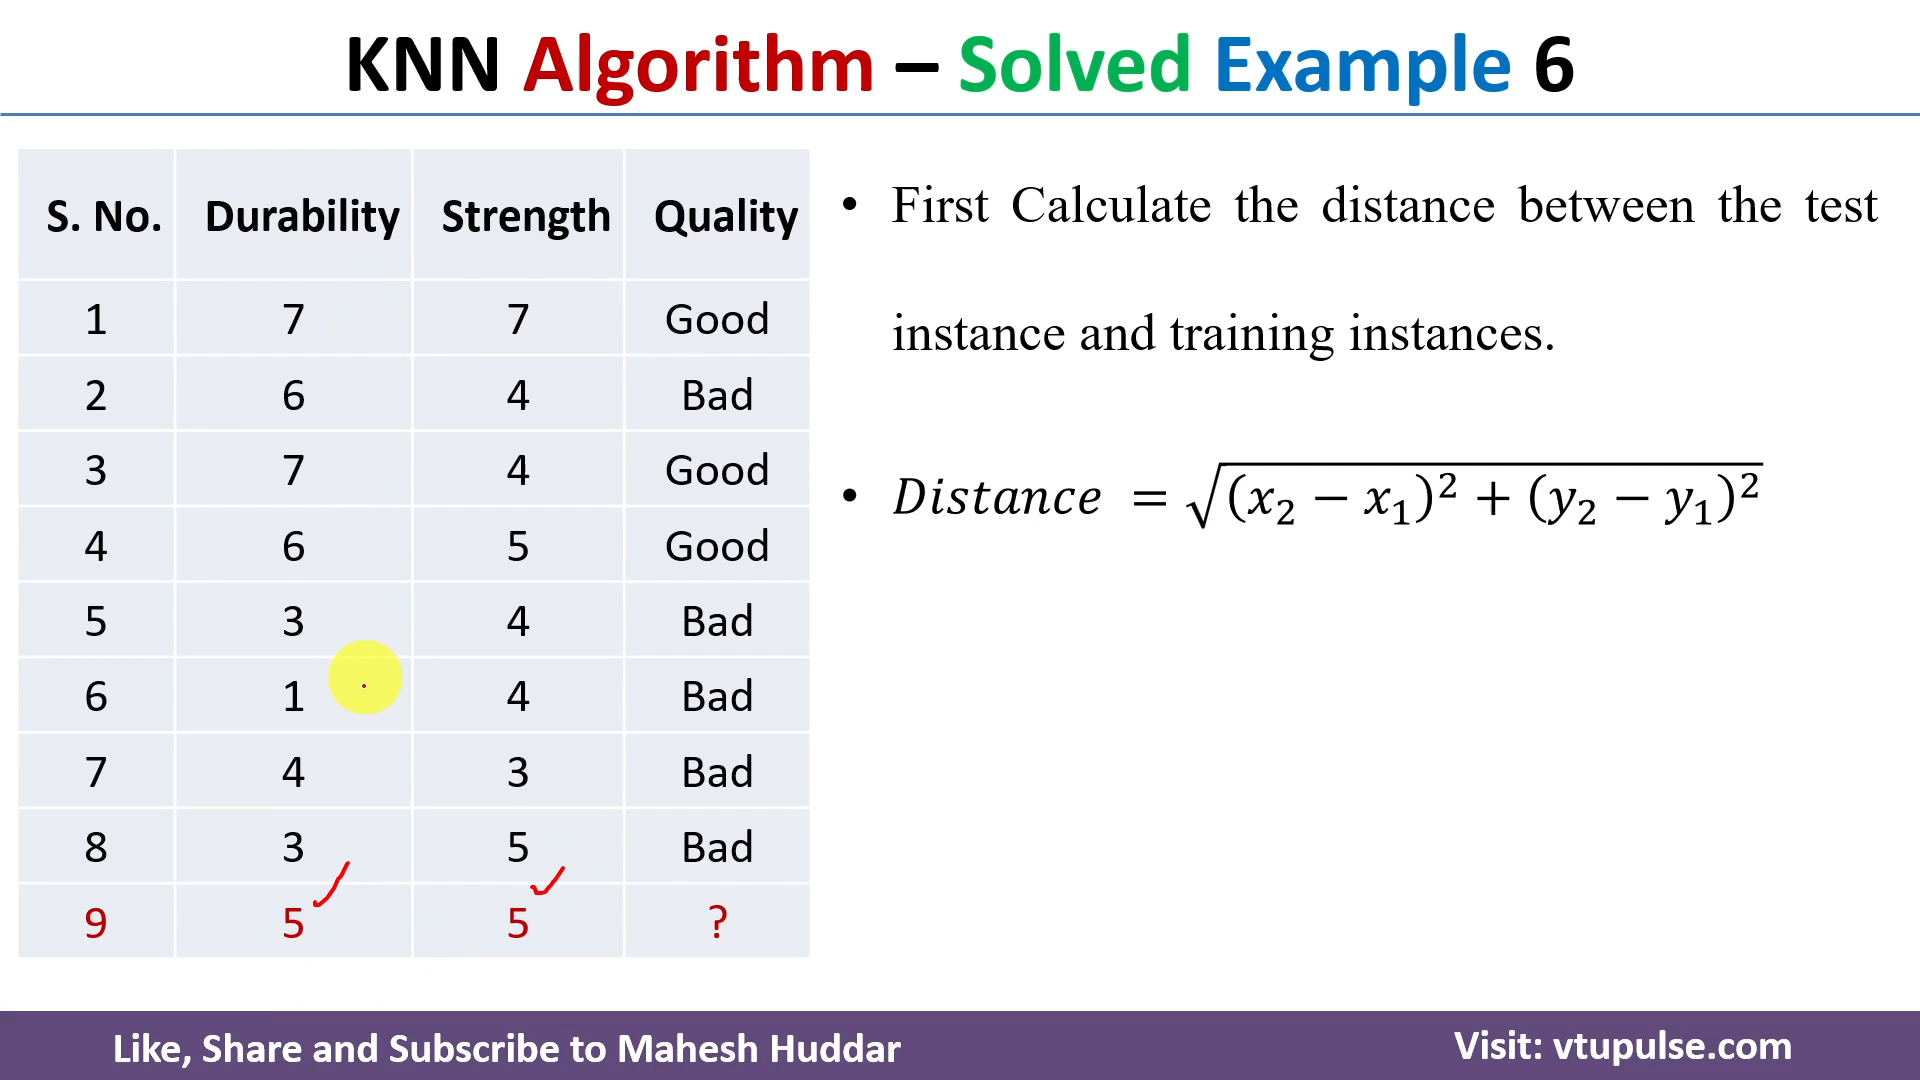 KNN Algorithm – Solved Example 6
S. No. Durability Strength Quality
1 7 7 Good
2 6 4 Bad
3 7 4 Good
4 6 5 Good
5 3 4 Bad
6 1 4 Bad
7 4 3 Bad
8 3 5 Bad
9 5 5 ?
• First Calculate the distance between the test
instance and training instances.
• Distance = √(x₂ − x₁)² + (y₂ − y₁)²
Like, Share and Subscribe to Mahesh Huddar
Visit: vtupulse.com